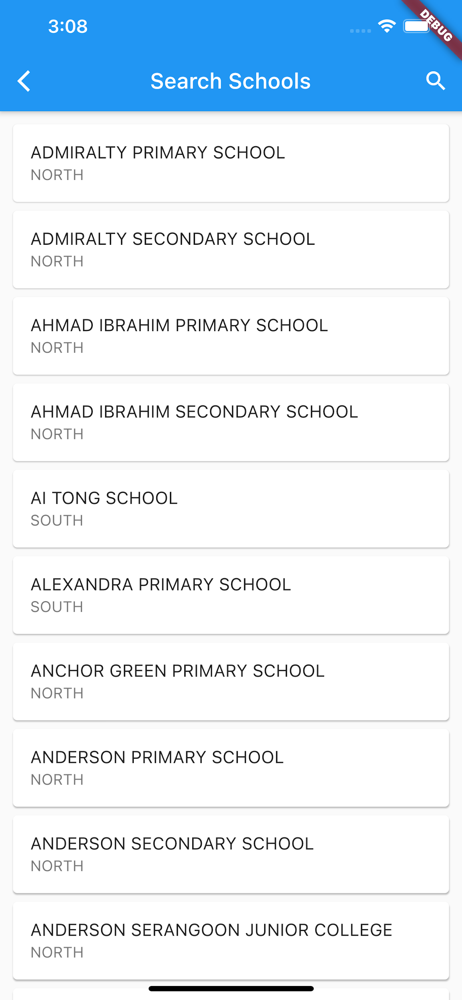 3:08
DEBUG
Search Schools
ADMIRALTY PRIMARY SCHOOL
NORTH
ADMIRALTY SECONDARY SCHOOL
NORTH
AHMAD IBRAHIM PRIMARY SCHOOL
NORTH
AHMAD IBRAHIM SECONDARY SCHOOL
NORTH
AI TONG SCHOOL
SOUTH
ALEXANDRA PRIMARY SCHOOL
SOUTH
ANCHOR GREEN PRIMARY SCHOOL
NORTH
ANDERSON PRIMARY SCHOOL
NORTH
ANDERSON SECONDARY SCHOOL
NORTH
ANDERSON SERANGOON JUNIOR COLLEGE
NORTH